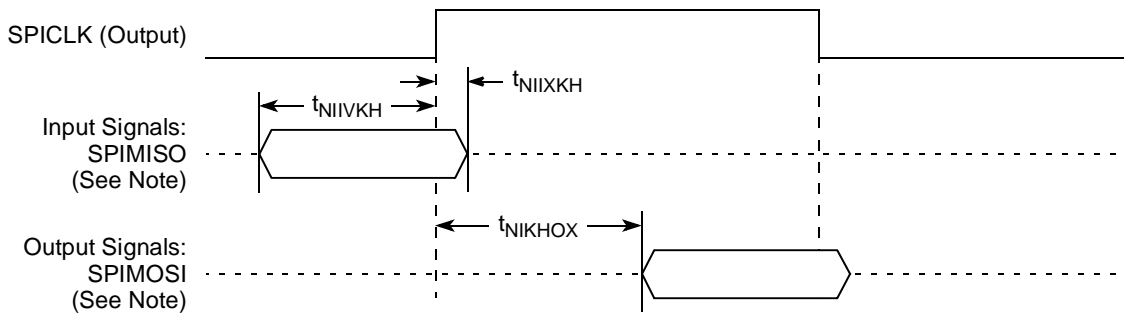 SPICLK (Output)
tNIIXKH
tNIIVKH
Input Signals:
SPIMISO
(See Note)
tNIKHOX
Output Signals:
SPIMOSI
(See Note)